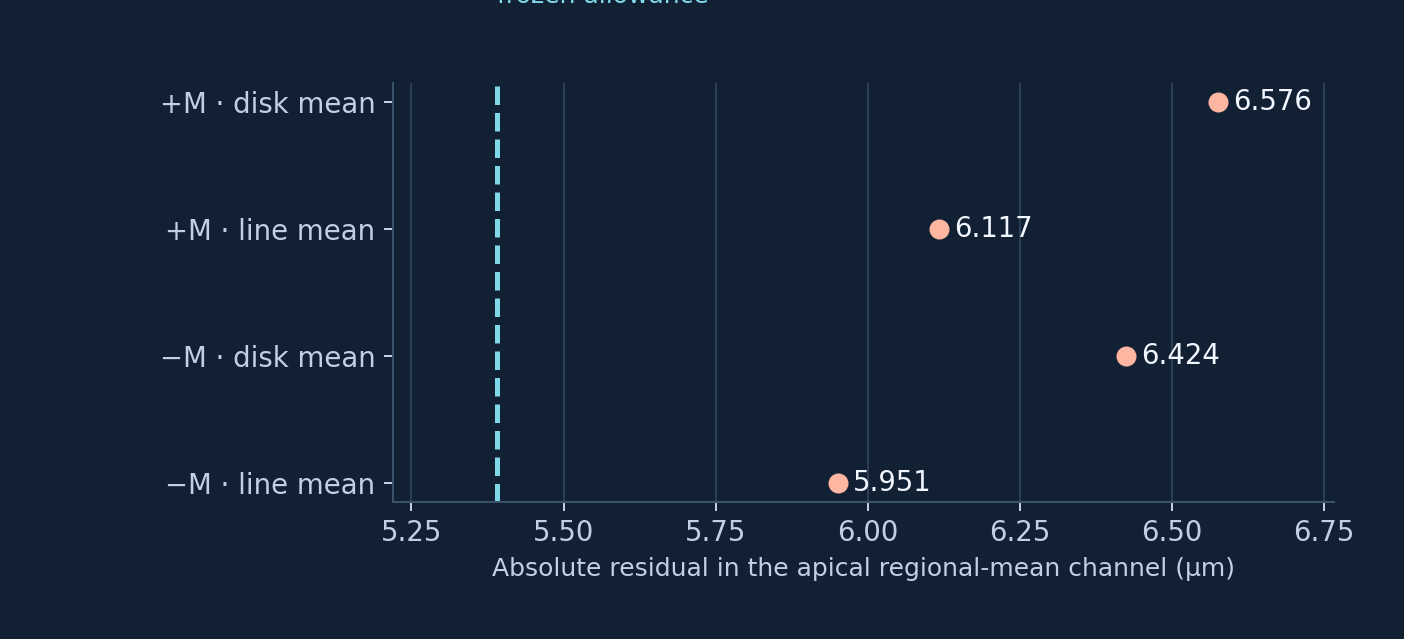 frozen allowance
+M · disk mean
6.576
+M · line mean
6.117
−M · disk mean
6.424
−M · line mean
5.951
5.25 5.50 5.75 6.00 6.25 6.50 6.75
Absolute residual in the apical regional-mean channel (µm)